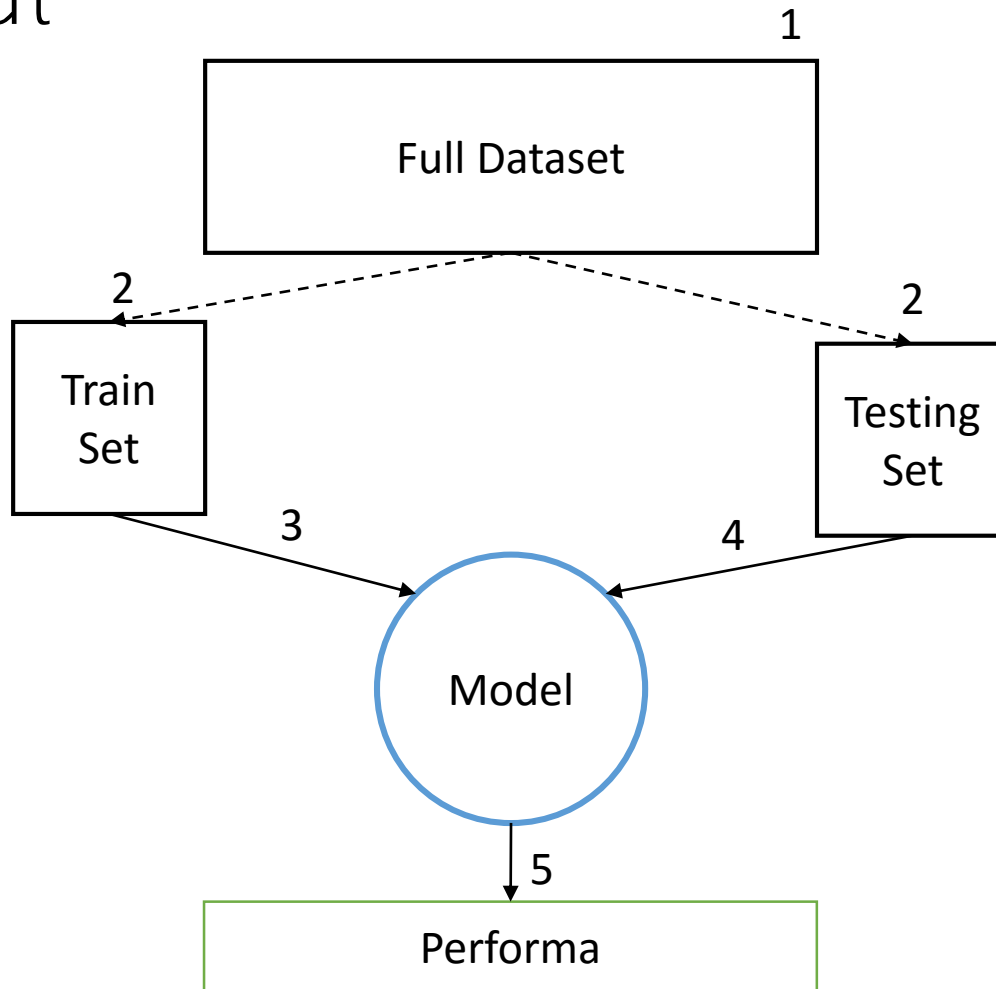 1
Full Dataset
2
2
Train
Set
Testing
Set
3
4
Model
5
Performa